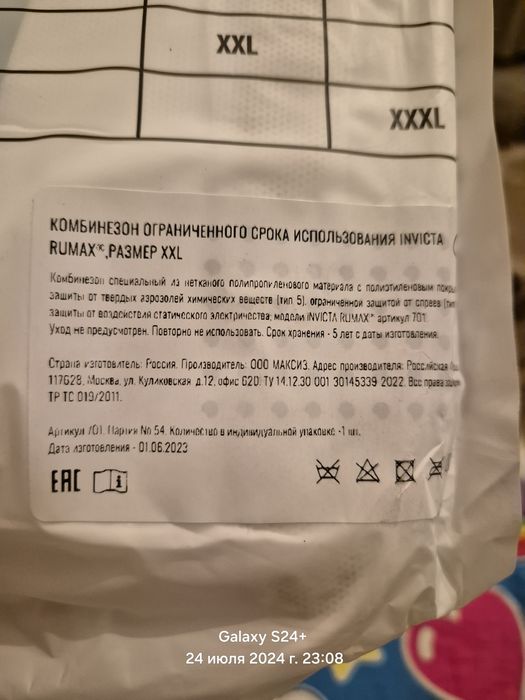 XXL
XXXL
КОМБИНЕЗОН ОГРАНИЧЕННОГО СРОКА ИСПОЛЬЗОВАНИЯ INVICTA
RUMAX®,РАЗМЕР XXL
Комбинезон специальный из нетканого полипропиленового материала с полиэтиленовым
защиты от твердых аэрозолей химических веществ (тип 5), ограниченной защитой от спреев (тип
защиты от воздействия статического электричества; модели INVICTA RUMAX® артикул 701
Уход не предусмотрен. Повторно не использовать. Срок хранения - 5 лет с даты изготовления.
Страна изготовитель: Россия. Производитель: ООО МАКСИЗ. Адрес производителя: Российская
117628, Москва, ул. Куликовская д.12, офис 620. ТУ 14.12.30 001 30145339 2022. Все права
ТР ТС 019/2011.
Артикул 701. Партия № 54. Количество в индивидуальной упаковке -1 шт.
Дата изготовления - 01.06.2023
EAC
Galaxy S24+
24 июля 2024 г. 23:08